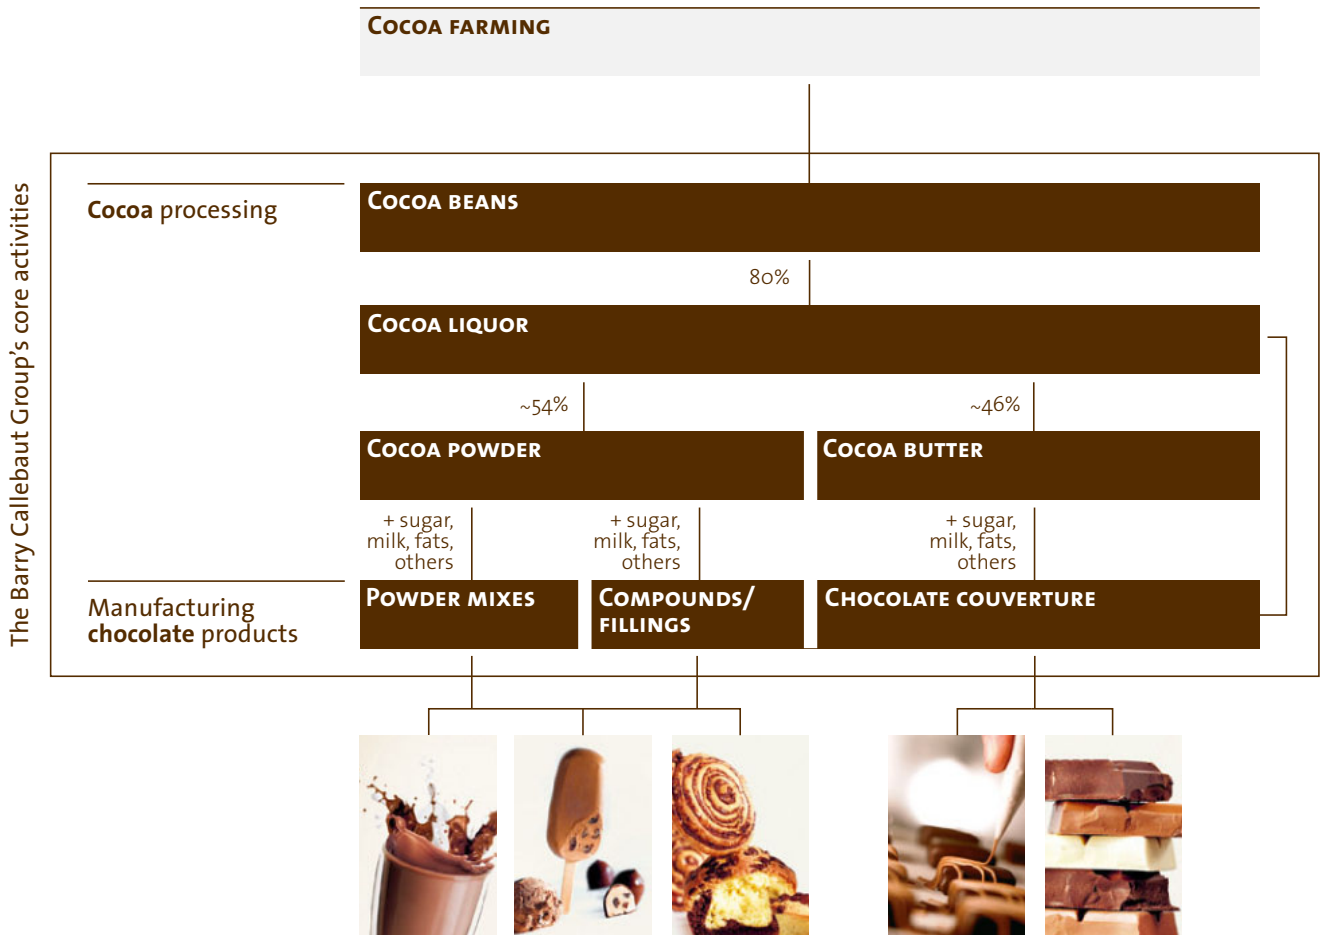 Cocoa farming
The Barry Callebaut Group's core activities
Cocoa processing
Cocoa beans
80%
Cocoa liquor
~54%
~46%
Cocoa powder
Cocoa butter
+ sugar,
milk, fats,
others
+ sugar,
milk, fats,
others
+ sugar,
milk, fats,
others
Manufacturing
chocolate products
Powder mixes
Compounds/
fillings
Chocolate couverture